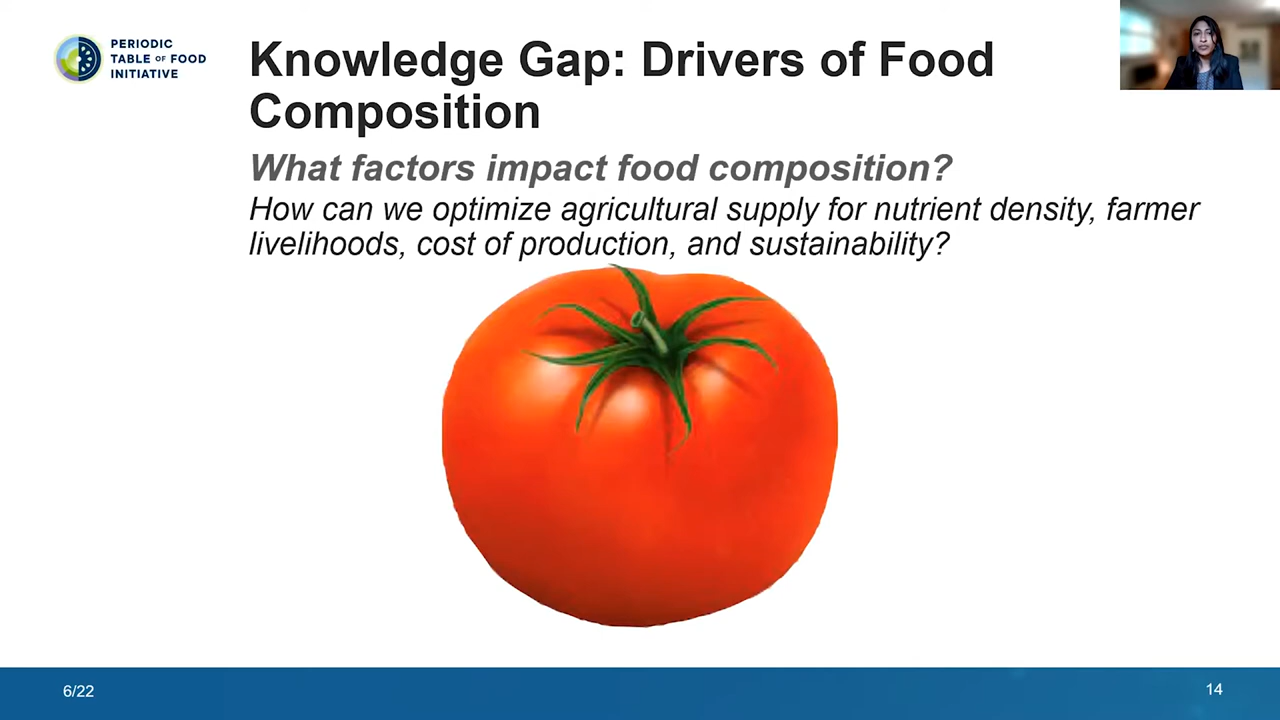 PERIODIC
TABLE OF FOOD
INITIATIVE
Knowledge Gap: Drivers of Food
Composition
What factors impact food composition?
How can we optimize agricultural supply for nutrient density, farmer
livelihoods, cost of production, and sustainability?
6/22
14